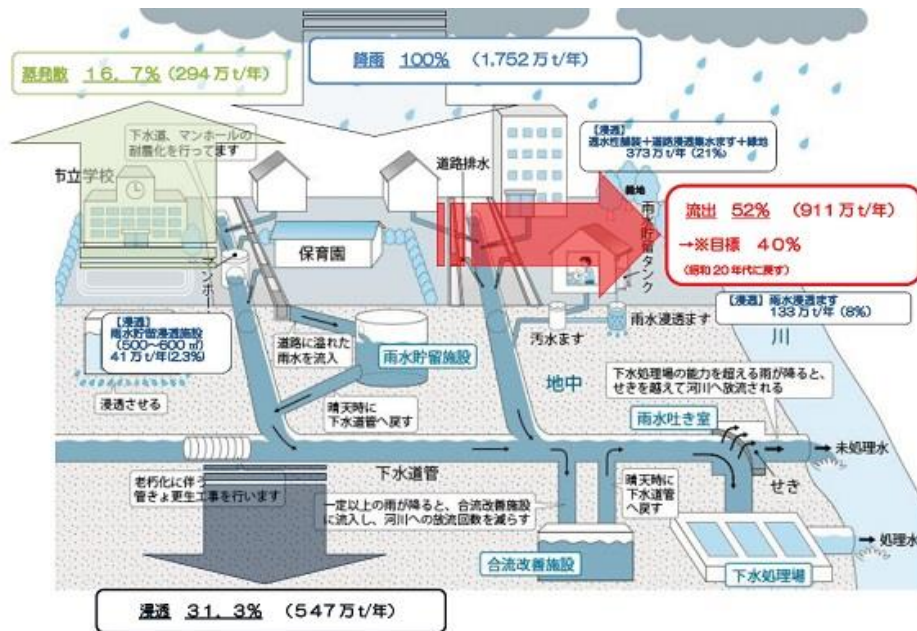 降雨 100% (1,752万t/年)
蒸発散 16.7% (294万t/年)
下水道、マンホールの
耐震化を行ってます
市立学校
道路排水
【浸透】
透水性舗装+道路浸透集水ます+緑地
373万t/年 (21%)
緑地
流出 52% (911万t/年)
→※目標 40%
(昭和20年代に戻す)
雨水貯留タンク
保育園
マンホ
【浸透】雨水浸透ます
133万t/年 (8%)
川
【浸透】
雨水貯留浸透施設
(500~600㎥)
41万t/年(2.3%)
浸透させる
道路に溢れた
雨水を流入
雨水貯留施設
汚水ます
雨水浸透ます
地中
下水処理場の能力を超える雨が降ると、
せきを越えて河川へ放流される
晴天時に
下水道管へ戻す
雨水吐き室
未処理水
下水道管
せき
老朽化に伴う
管きょ更生工事を行います
一定以上の雨が降ると、合流改善施設
に流入し、河川への放流回数を減らす
晴天時に
下水道管
へ戻す
処理水
合流改善施設
下水処理場
浸透 31.3% (547万t/年)